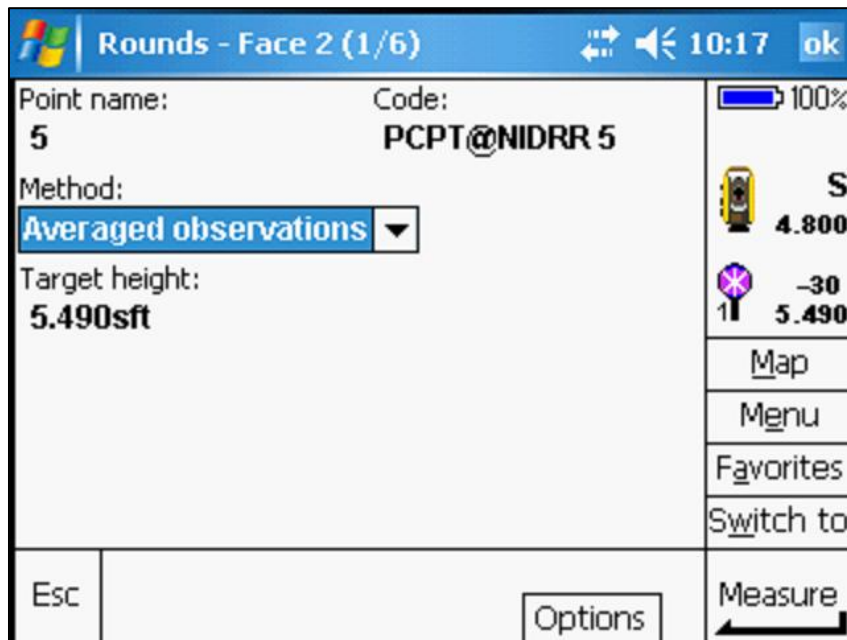 Rounds - Face 2 (1/6) 10:17 ok
Point name: Code:
5 PCPT@NIDRR 5
100%
Method:
S
Averaged observations
4.800
Target height:
-30
5.490sft
1 5.490
Map
Menu
Favorites
Switch to
Esc
Options
Measure